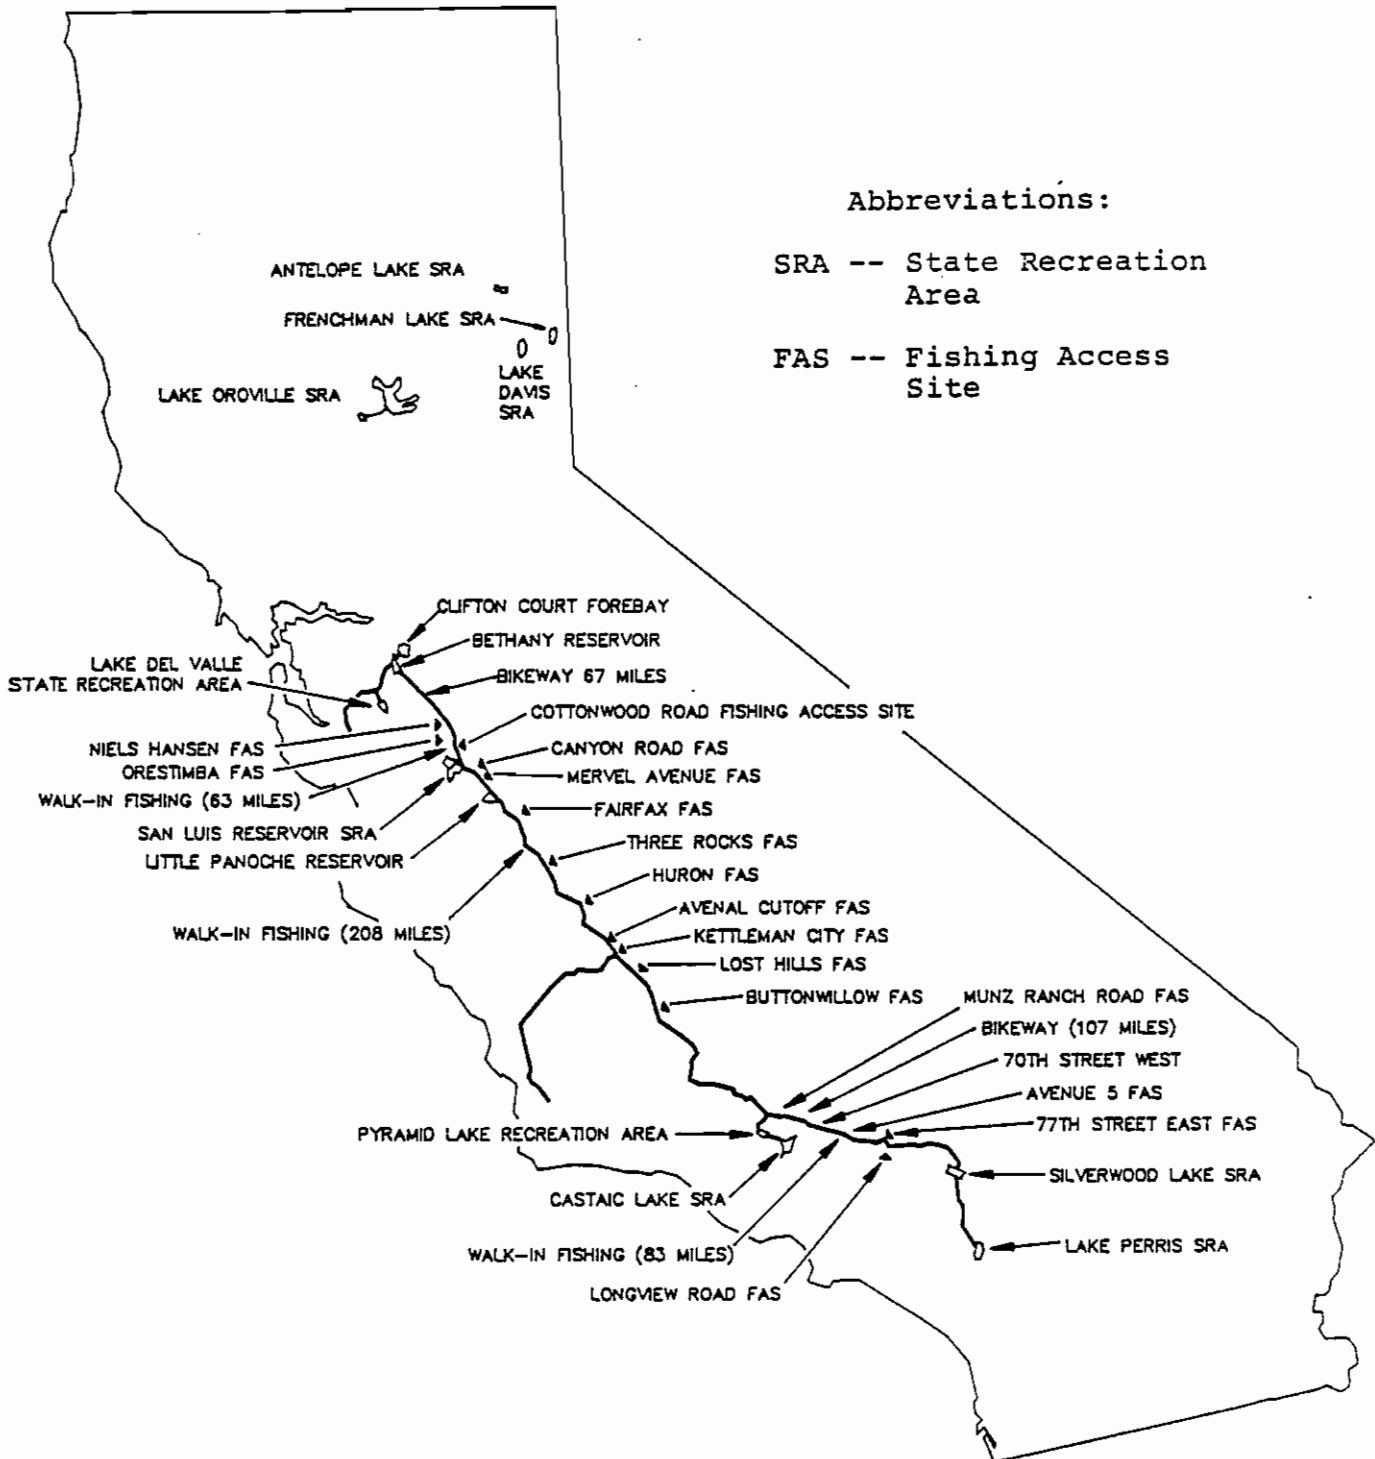 Abbreviations:
SRA -- State Recreation
Area
FAS -- Fishing Access
Site
ANTELOPE LAKE SRA
FRENCHMAN LAKE SRA
LAKE
DAVIS
SRA
LAKE OROVILLE SRA
CLIFTON COURT FOREBAY
BETHANY RESERVOIR
LAKE DEL VALLE
STATE RECREATION AREA
BIKEWAY 67 MILES
COTTONWOOD ROAD FISHING ACCESS SITE
NIELS HANSEN FAS
ORESTIMBA FAS
CANYON ROAD FAS
MERVEL AVENUE FAS
WALK-IN FISHING (63 MILES)
FAIRFAX FAS
SAN LUIS RESERVOIR SRA
THREE ROCKS FAS
LITTLE PANOCHE RESERVOIR
HURON FAS
AVENAL CUTOFF FAS
WALK-IN FISHING (208 MILES)
KETTLEMAN CITY FAS
LOST HILLS FAS
BUTTONWILLOW FAS
MUNZ RANCH ROAD FAS
BIKEWAY (107 MILES)
70TH STREET WEST
AVENUE 5 FAS
77TH STREET EAST FAS
PYRAMID LAKE RECREATION AREA
SILVERWOOD LAKE SRA
CASTAIC LAKE SRA
LAKE PERRIS SRA
WALK-IN FISHING (83 MILES)
LONGVIEW ROAD FAS